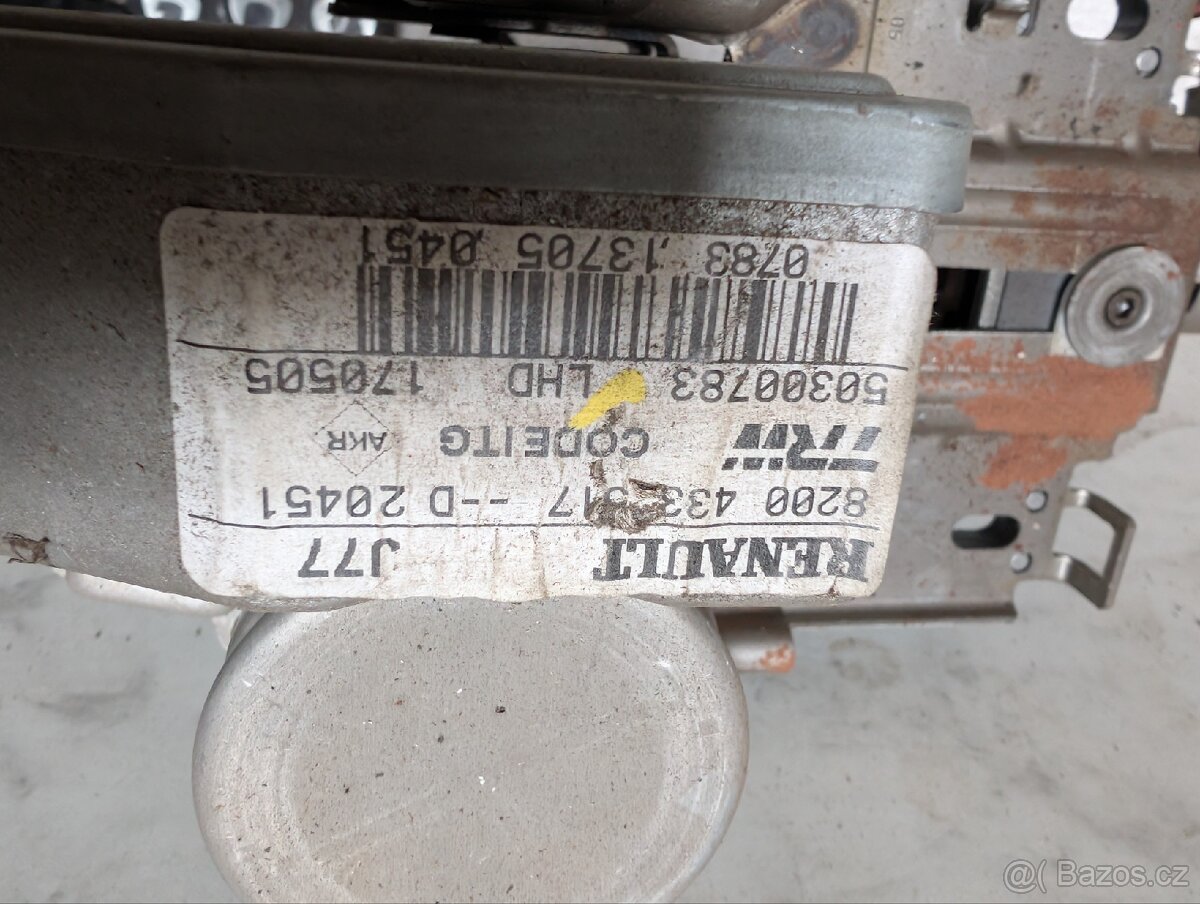 RENAULT J77
8200 433 --D 20451
TRW CODEITG AKR
50300783 LHD 170505
0783 .13705 .0451
Bazos.cz